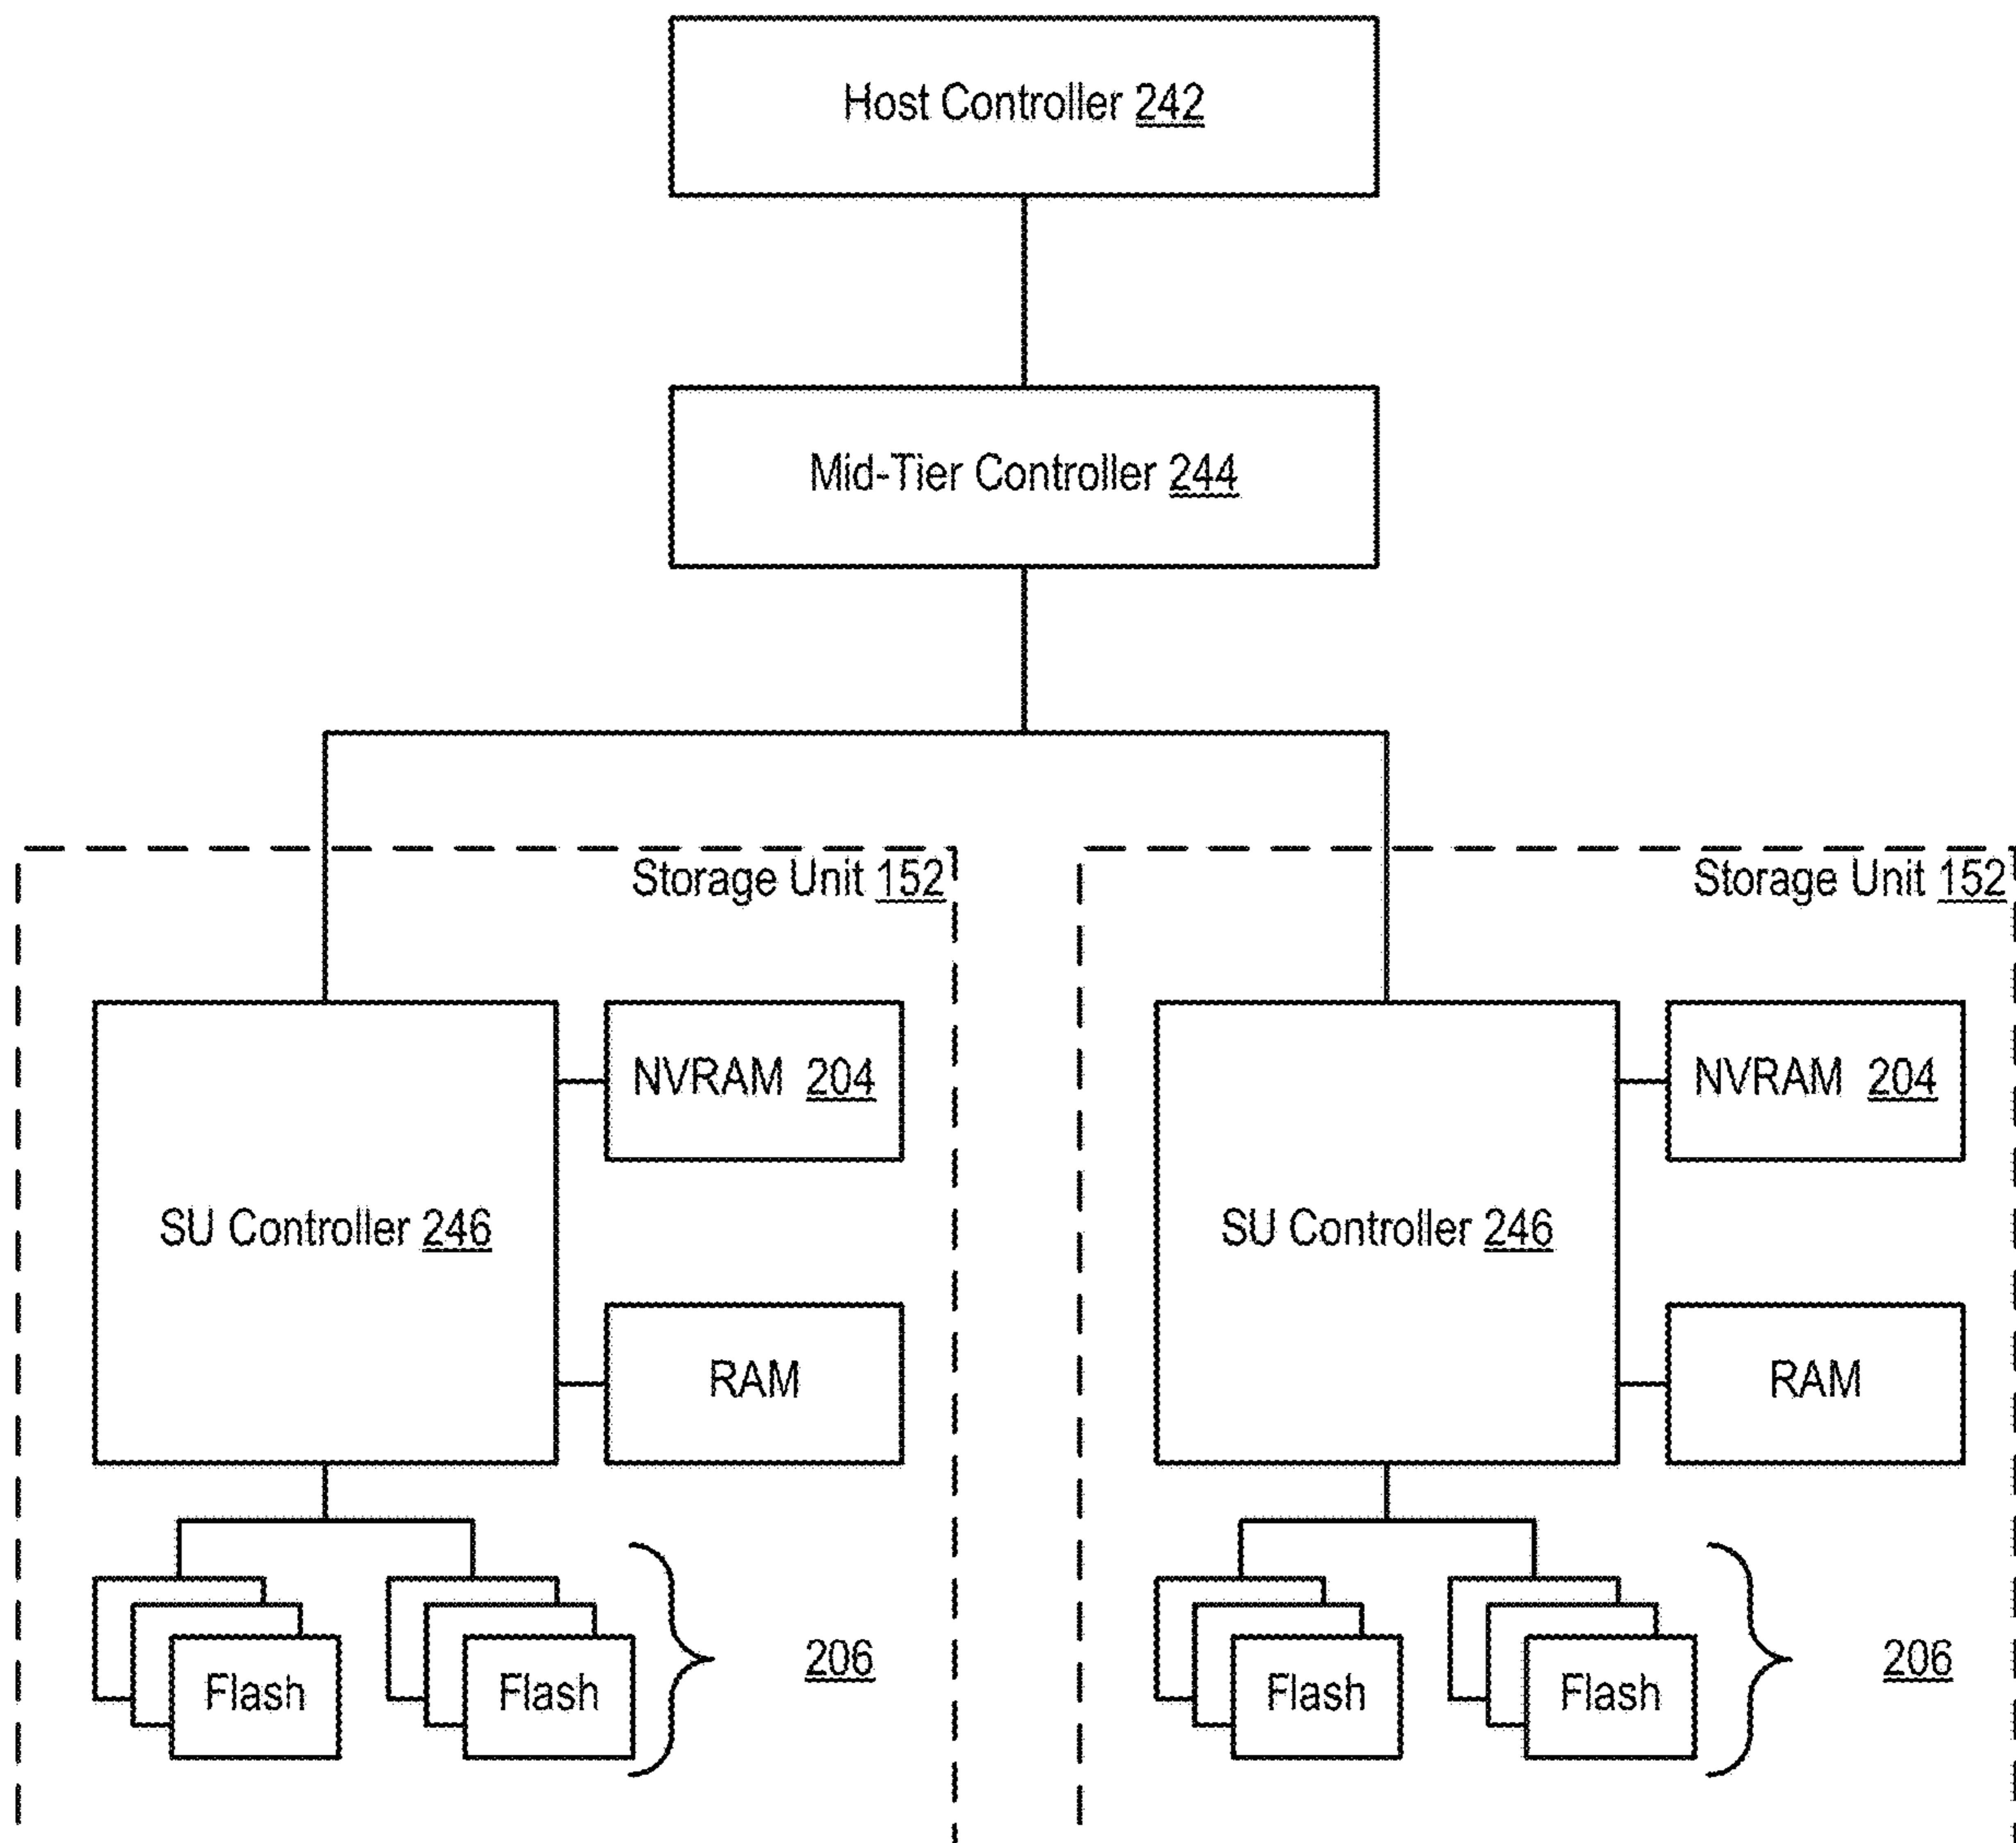 Host Controller 242
Mid-Tier Controller 244
Storage Unit 152
Storage Unit 152
NVRAM 204
NVRAM 204
SU Controller 246
SU Controller 246
RAM
RAM
Flash
Flash
206
Flash
Flash
206